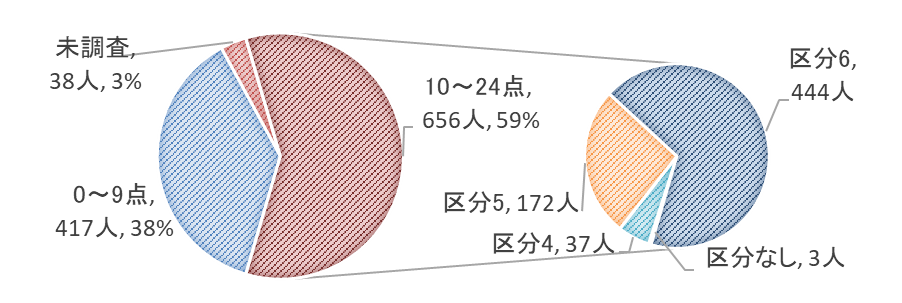 未調査,
38人, 3%
10～24点,
656人, 59%
0～9点,
417人, 38%
区分6,
444人
区分5, 172人
区分4, 37人
区分なし, 3人